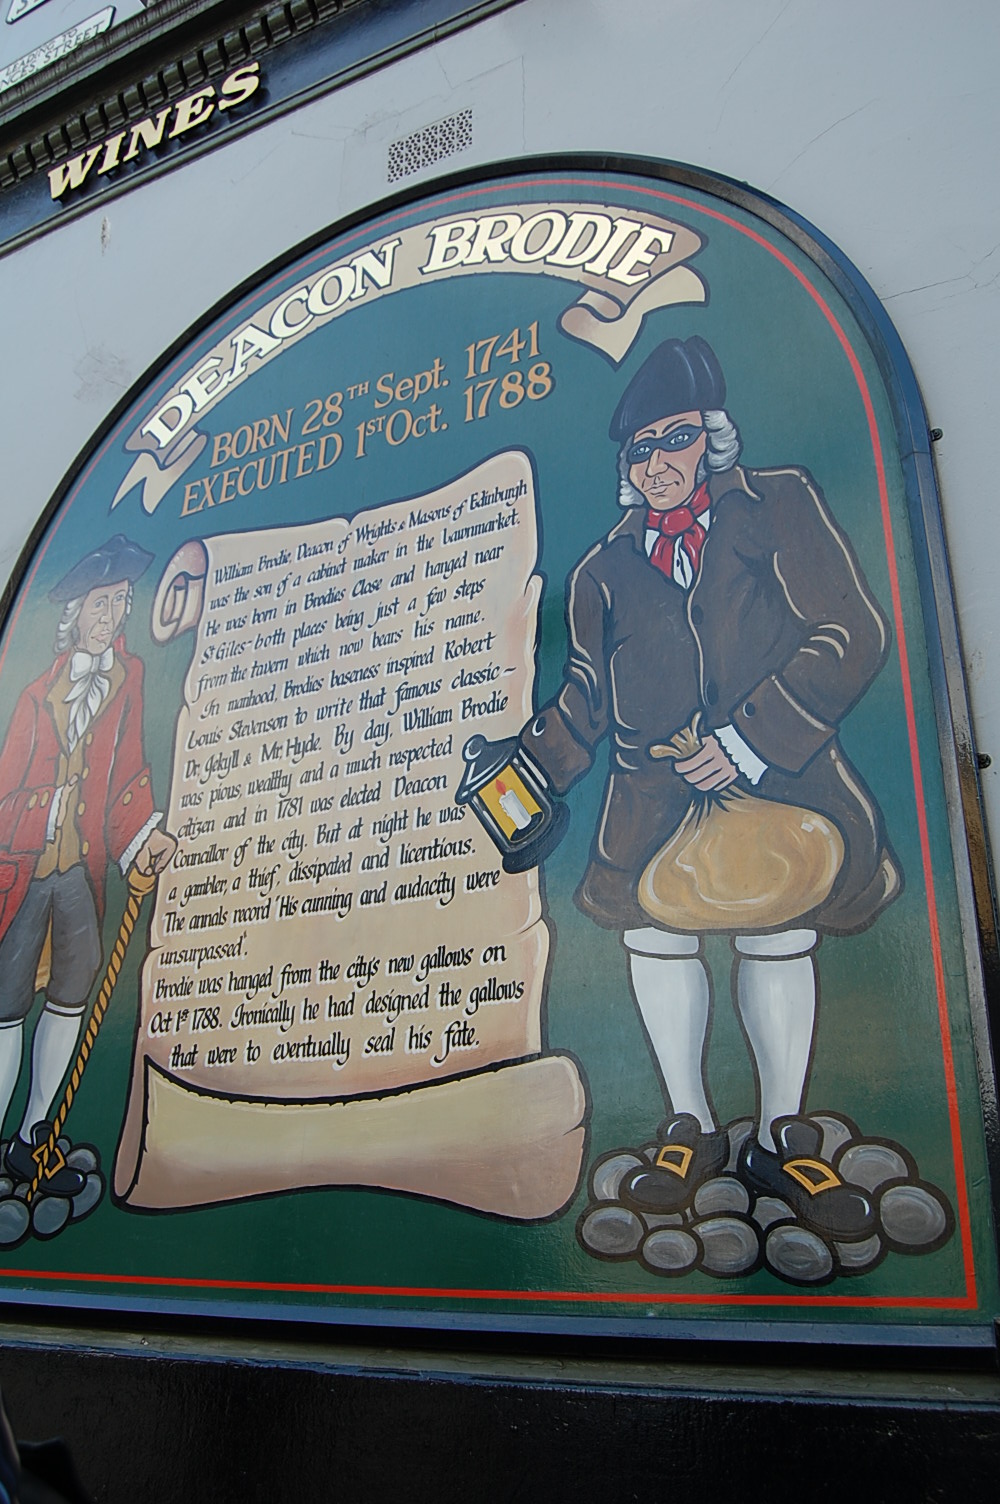 LEADING TO
NCES STREET
WINES
DEACON BRODIE
BORN 28TH Sept. 1741
EXECUTED 1ST Oct. 1788
William Brodie, Deacon of Wrights & Masons of Edinburgh
was the son of a cabinet maker in the Lawnmarket.
He was born in Brodies Close and hanged near
St Giles - both places being just a few steps
from the tavern which now bears his name.
In manhood, Brodies baseness inspired Robert
Louis Stevenson to write that famous classic~
Dr. Jekyll & Mr. Hyde. By day, William Brodie
was pious, wealthy and a much respected
citizen and in 1781 was elected Deacon
Councillor of the city. But at night he was
a gambler, a thief, dissipated and licentious.
The annals record 'His cunning and audacity were
unsurpassed".
Brodie was hanged from the city's new gallows on
Oct 1st 1788. Ironically he had designed the gallows
that were to eventually seal his fate.